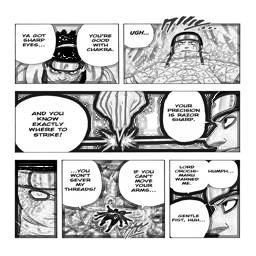 UGH...
YOU'RE
GOOD
WITH
CHAKRA.
YA GOT
SHARP
EYES...
YOUR
PRECISION
IS RAZOR
SHARP.
AND YOU
KNOW
EXACTLY
WHERE TO
STRIKE!
HUMPH...
LORD
OROCHI-
MARU
WARNED
ME.
GENTLE
FIST, HUH...
IF YOU
CAN'T
MOVE
YOUR
ARMS...
...YOU
WON'T
SEVER
MY
THREADS!